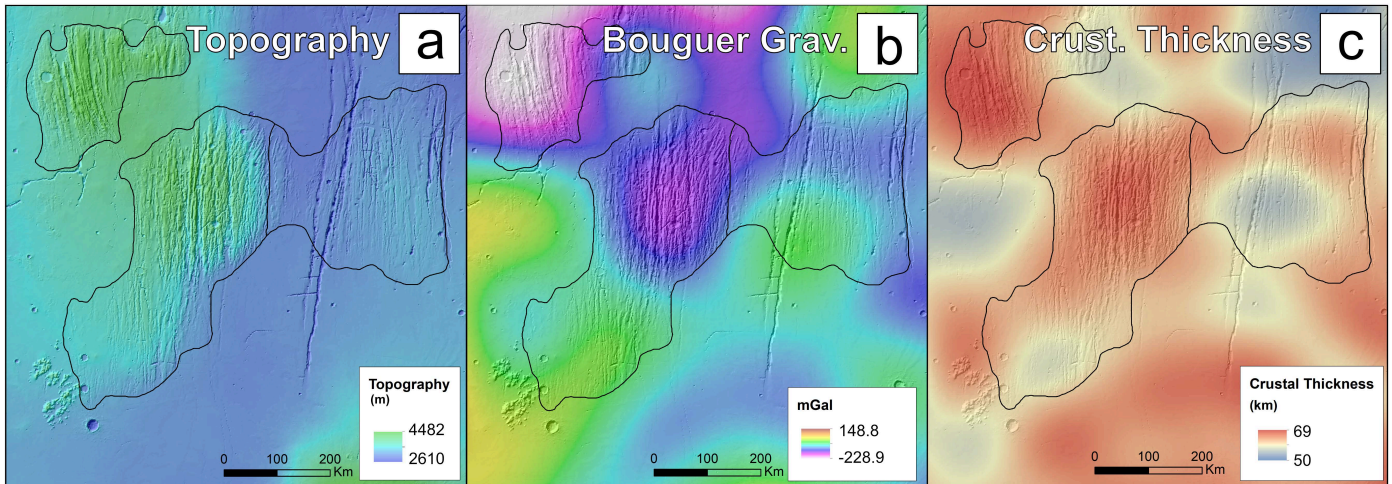 Topography
a
Topography
(m)
4482
2610
0 100 200
Km
Bouguer Grav.
b
mGal
148.8
-228.9
0 100 200
Km
Crust. Thickness
c
Crustal Thickness
(km)
69
50
0 100 200
Km